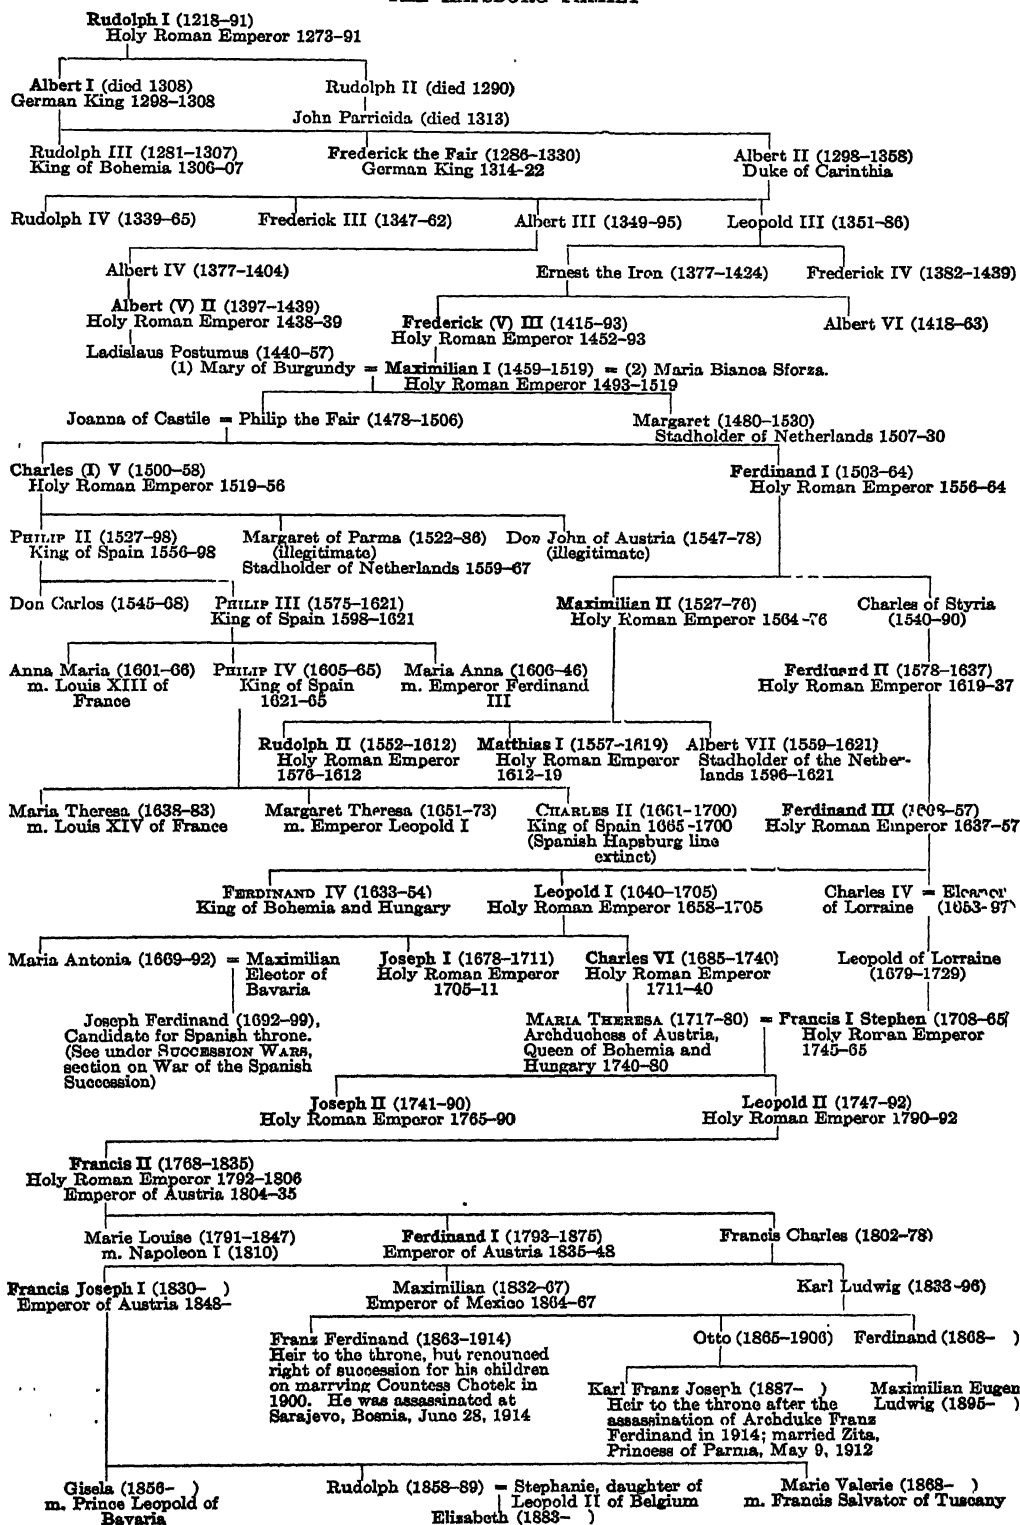 Rudolph I (1218–91)
Holy Roman Emperor 1273–91
Albert I (died 1308)
German King 1298–1308
Rudolph II (died 1290)
John Parricida (died 1313)
Rudolph III (1281–1307)
King of Bohemia 1306–07
Frederick the Fair (1286–1330)
German King 1314–22
Albert II (1298–1358)
Duke of Carinthia
Rudolph IV (1339–65)
Frederick III (1347–62)
Albert III (1349–95)
Leopold III (1351–86)
Albert IV (1377–1404)
Ernest the Iron (1377–1424)
Frederick IV (1382–1439)
Albert (V) II (1397–1439)
Holy Roman Emperor 1438–39
Frederick (V) III (1415–93)
Holy Roman Emperor 1452–93
Albert VI (1418–63)
Ladislaus Postumus (1440–57)
(1) Mary of Burgundy = Maximilian I (1459–1519) = (2) Maria Bianca Sforza.
Holy Roman Emperor 1493–1519
Joanna of Castile = Philip the Fair (1478–1506)
Margaret (1480–1530)
Stadholder of Netherlands 1507–30
Charles (I) V (1500–58)
Holy Roman Emperor 1519–56
Ferdinand I (1503–64)
Holy Roman Emperor 1556–64
PHILIP II (1527–98)
King of Spain 1556–98
Margaret of Parma (1522–86)
(illegitimate)
Stadholder of Netherlands 1559–67
Don John of Austria (1547–78)
(illegitimate)
Don Carlos (1545–68)
PHILIP III (1575–1621)
King of Spain 1598–1621
Maximilian II (1527–76)
Holy Roman Emperor 1564–76
Charles of Styria
(1540–90)
Anna Maria (1601–66)
m. Louis XIII of
France
PHILIP IV (1605–65)
King of Spain
1621–65
Maria Anna (1606–46)
m. Emperor Ferdinand
III
Ferdinand II (1578–1637)
Holy Roman Emperor 1619–37
Rudolph II (1552–1612)
Holy Roman Emperor
1576–1612
Matthias I (1557–1619)
Holy Roman Emperor
1612–19
Albert VII (1559–1621)
Stadholder of the Nether-
lands 1596–1621
Maria Theresa (1638–83)
m. Louis XIV of France
Margaret Theresa (1651–73)
m. Emperor Leopold I
CHARLES II (1661–1700)
King of Spain 1665–1700
(Spanish Hapsburg line
extinct)
Ferdinand III (1608–57)
Holy Roman Emperor 1637–57
FERDINAND IV (1633–54)
King of Bohemia and Hungary
Leopold I (1640–1705)
Holy Roman Emperor 1658–1705
Charles IV = Eleanor
of Lorraine (1653–97)
Maria Antonia (1669–92) = Maximilian
Elector of
Bavaria
Joseph I (1678–1711)
Holy Roman Emperor
1705–11
Charles VI (1685–1740)
Holy Roman Emperor
1711–40
Leopold of Lorraine
(1679–1729)
Joseph Ferdinand (1692–99),
Candidate for Spanish throne.
(See under SUCCESSION WARS,
section on War of the Spanish
Succession)
MARIA THERESA (1717–80) = Francis I Stephen (1708–65)
Archduchess of Austria,
Queen of Bohemia and
Hungary 1740–80
Holy Roman Emperor
1745–65
Joseph II (1741–90)
Holy Roman Emperor 1765–90
Leopold II (1747–92)
Holy Roman Emperor 1790–92
Francis II (1768–1835)
Holy Roman Emperor 1792–1806
Emperor of Austria 1804–35
Marie Louise (1791–1847)
m. Napoleon I (1810)
Ferdinand I (1793–1875)
Emperor of Austria 1835–48
Francis Charles (1802–78)
Francis Joseph I (1830– )
Emperor of Austria 1848–
Maximilian (1832–67)
Emperor of Mexico 1864–67
Karl Ludwig (1833–96)
Franz Ferdinand (1863–1914)
Heir to the throne, but renounced
right of succession for his children
on marrying Countess Chotek in
1900. He was assassinated at
Sarajevo, Bosnia, June 28, 1914
Otto (1865–1906)
Ferdinand (1868– )
Karl Franz Joseph (1887– )
Heir to the throne after the
assassination of Archduke Franz
Ferdinand in 1914; married Zita,
Princess of Parma, May 9, 1912
Maximilian Eugen
Ludwig (1895– )
Gisela (1856– )
m. Prince Leopold of
Bavaria
Rudolph (1858–89) = Stephanie, daughter of
Leopold II of Belgium
Elizabeth (1883– )
Marie Valerie (1868– )
m. Francis Salvator of Tuscany